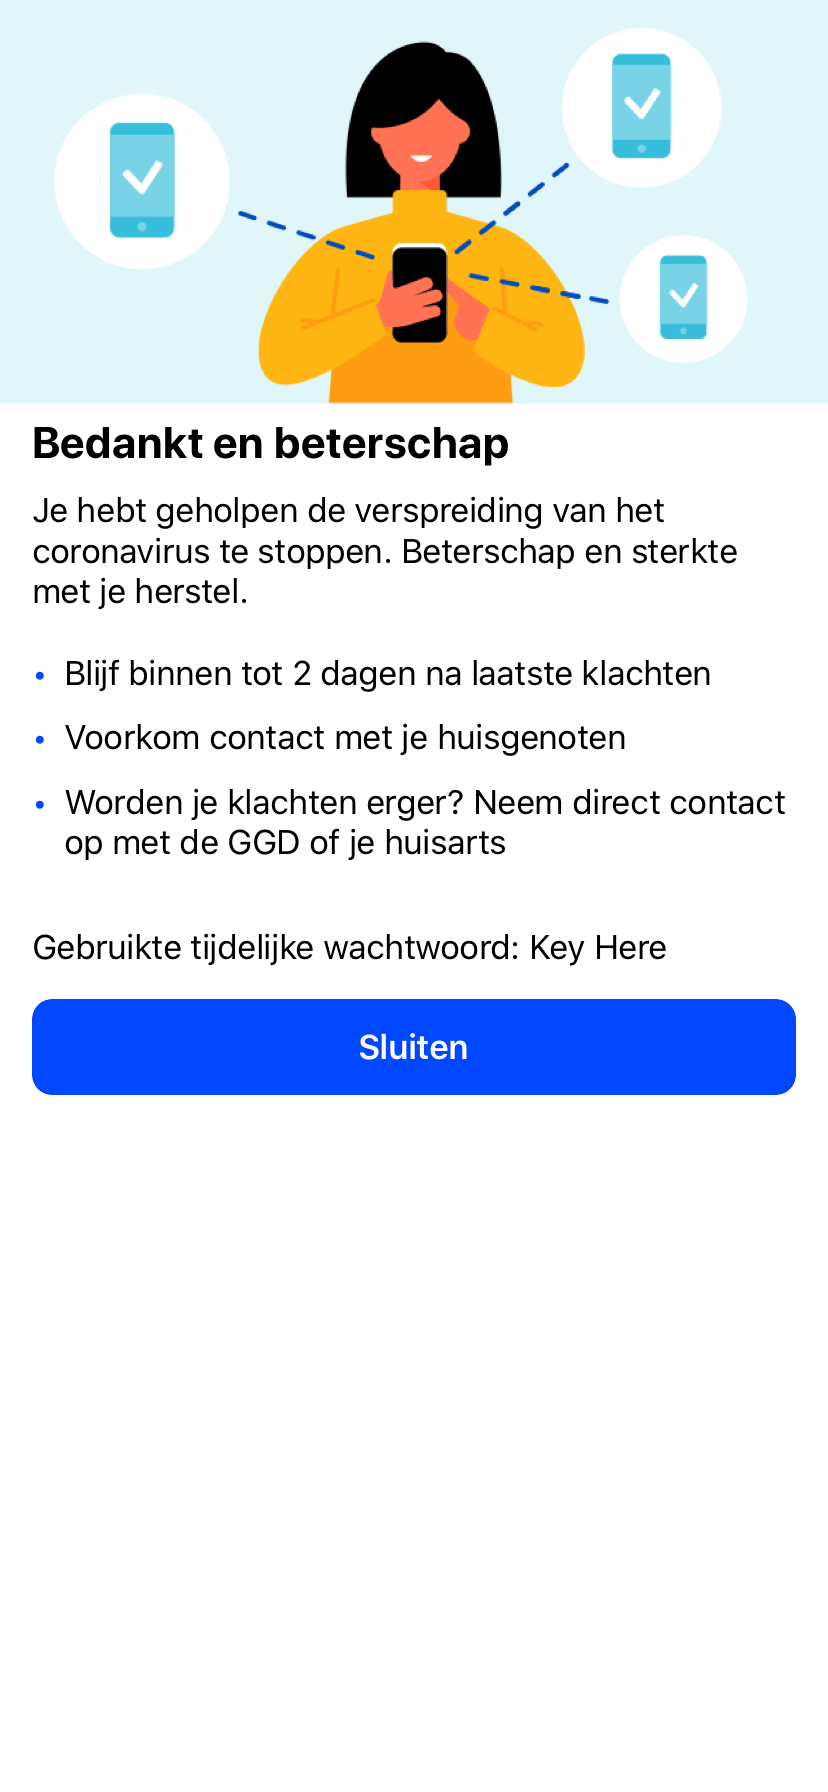 Bedankt en beterschap
Je hebt geholpen de verspreiding van het
coronavirus te stoppen. Beterschap en sterkte
met je herstel.
• Blijf binnen tot 2 dagen na laatste klachten
• Voorkom contact met je huisgenoten
• Worden je klachten erger? Neem direct contact
op met de GGD of je huisarts
Gebruikte tijdelijke wachtwoord: Key Here
Sluiten